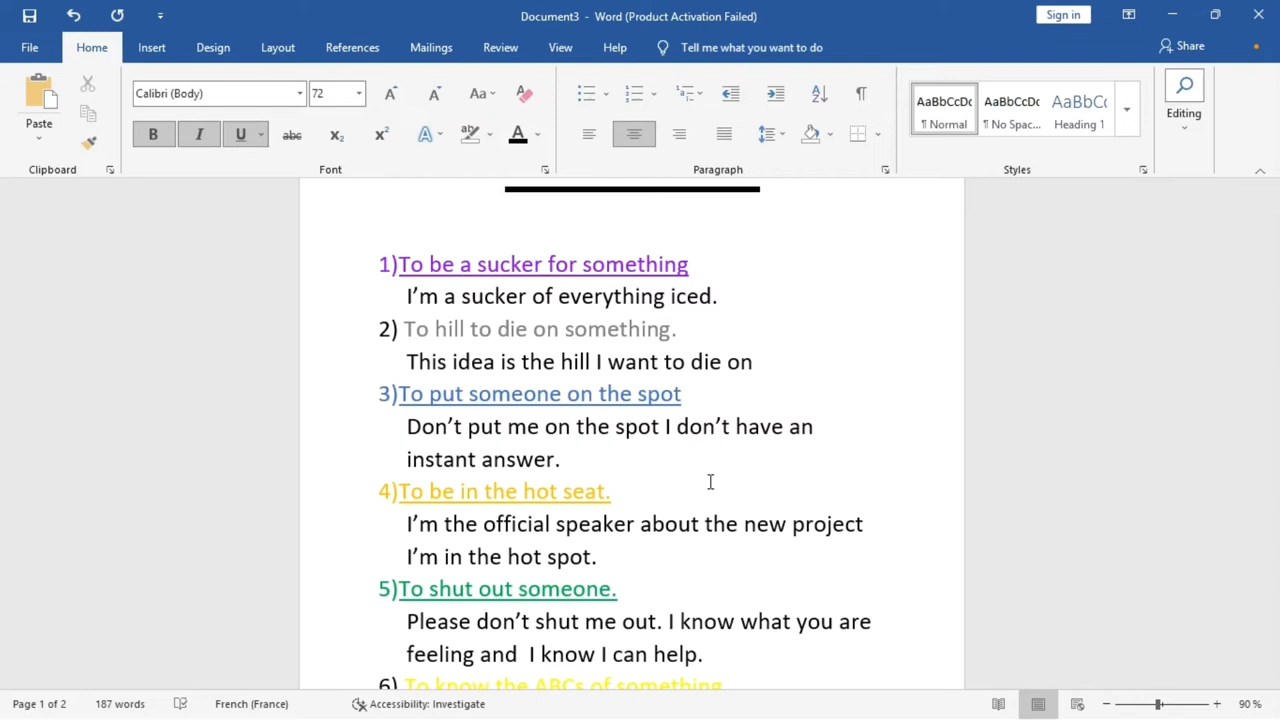 Document3 - Word (Product Activation Failed)
Sign in
File Home Insert Design Layout References Mailings Review View Help Tell me what you want to do Share
Paste
Calibri (Body) 72
Aa
AaBbCcDc AaBbCcDc AaBbCc
¶ Normal ¶ No Spac... Heading 1
Editing
Clipboard Font Paragraph Styles
1)To be a sucker for something
I’m a sucker of everything iced.
2) To hill to die on something.
This idea is the hill I want to die on
3)To put someone on the spot
Don’t put me on the spot I don’t have an
instant answer.
4)To be in the hot seat.
I’m the official speaker about the new project
I’m in the hot spot.
5)To shut out someone.
Please don’t shut me out. I know what you are
feeling and  I know I can help.
6) To know the ABCs of something
Page 1 of 2 187 words French (France) Accessibility: Investigate 90 %